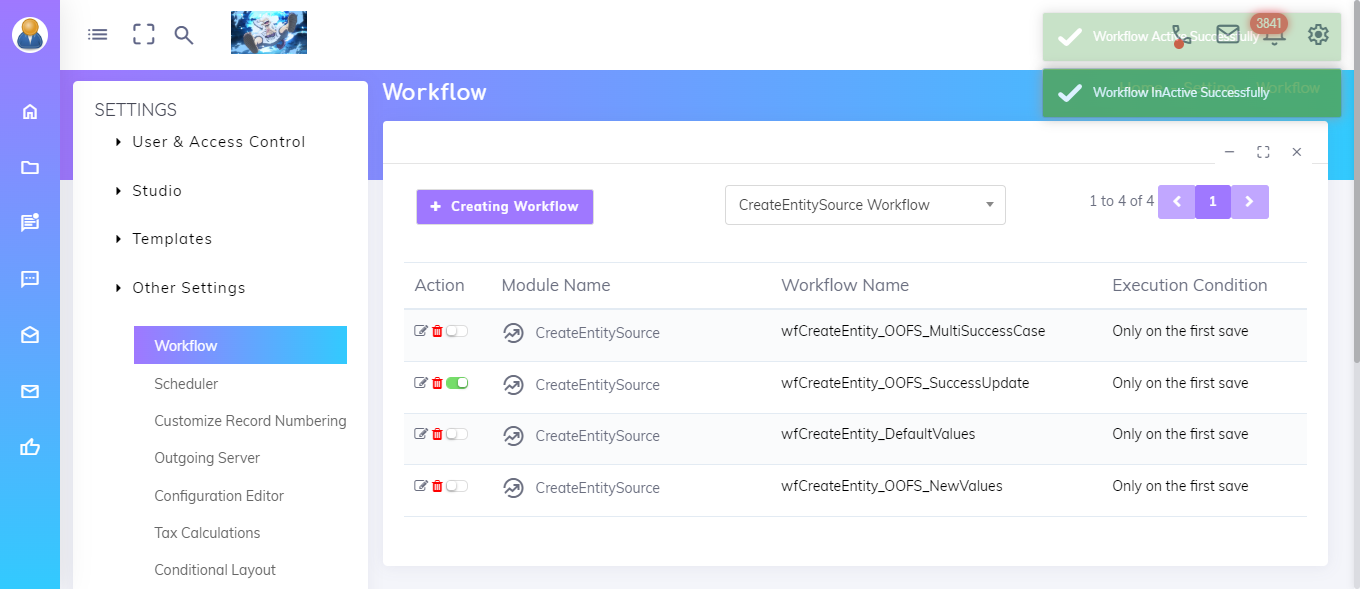 3841
Workflow Active Successfully
Workflow InActive Successfully
SETTINGS
User & Access Control
Studio
Templates
Other Settings
Workflow
Scheduler
Customize Record Numbering
Outgoing Server
Configuration Editor
Tax Calculations
Conditional Layout
Workflow
+ Creating Workflow
CreateEntitySource Workflow
1 to 4 of 4
1
Action Module Name Workflow Name Execution Condition
CreateEntitySource wfCreateEntity_OOFS_MultiSuccessCase Only on the first save
CreateEntitySource wfCreateEntity_OOFS_SuccessUpdate Only on the first save
CreateEntitySource wfCreateEntity_DefaultValues Only on the first save
CreateEntitySource wfCreateEntity_OOFS_NewValues Only on the first save